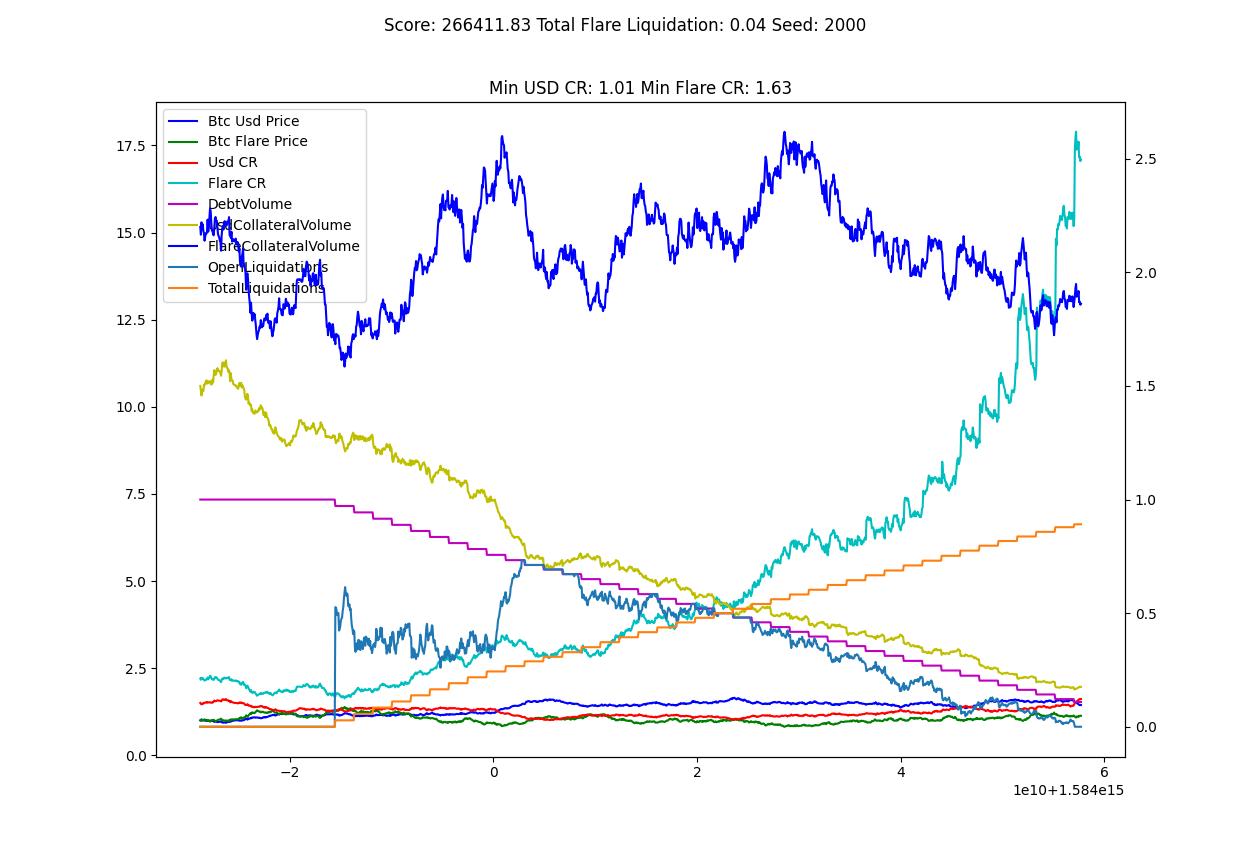 Score: 266411.83 Total Flare Liquidation: 0.04 Seed: 2000
Min USD CR: 1.01 Min Flare CR: 1.63
Btc Usd Price
Btc Flare Price
Usd CR
Flare CR
DebtVolume
UsdCollateralVolume
FlareCollateralVolume
OpenLiquidations
TotalLiquidations
17.5
15.0
12.5
10.0
7.5
5.0
2.5
0.0
2.5
2.0
1.5
1.0
0.5
0.0
−2
0
2
4
6
1e10+1.584e15